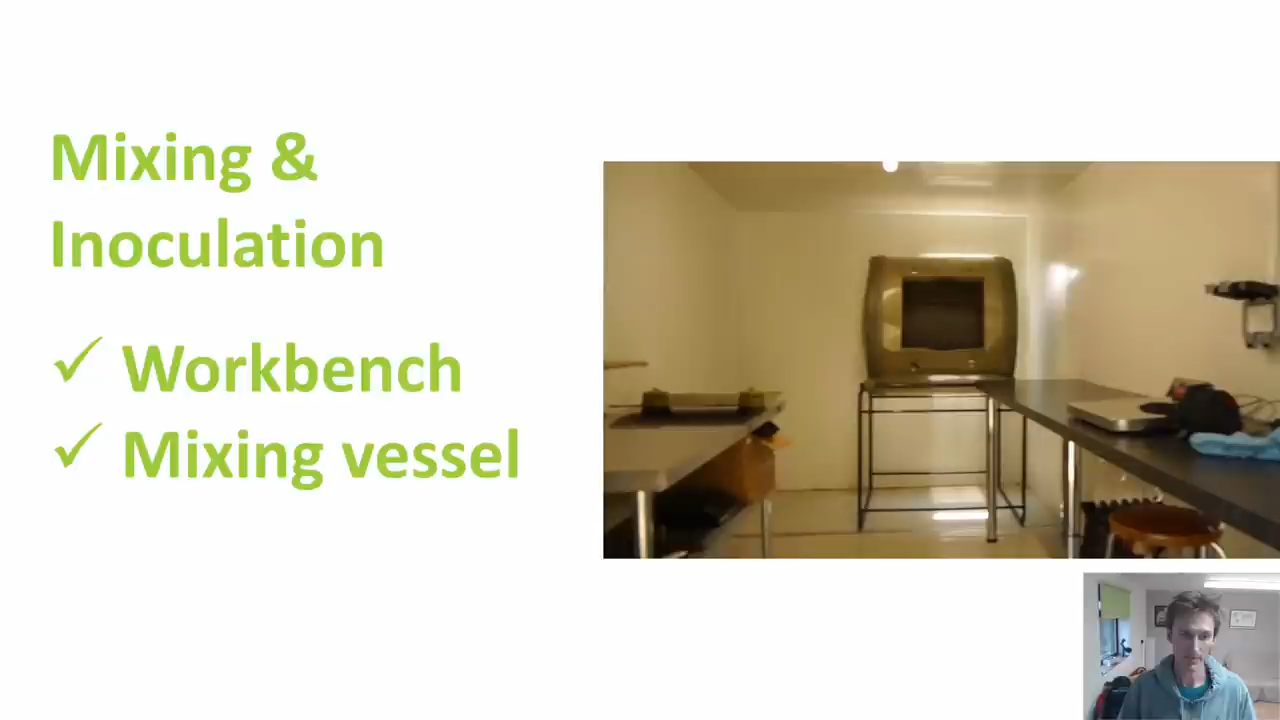 Mixing &
Inoculation
✓ Workbench
✓ Mixing vessel